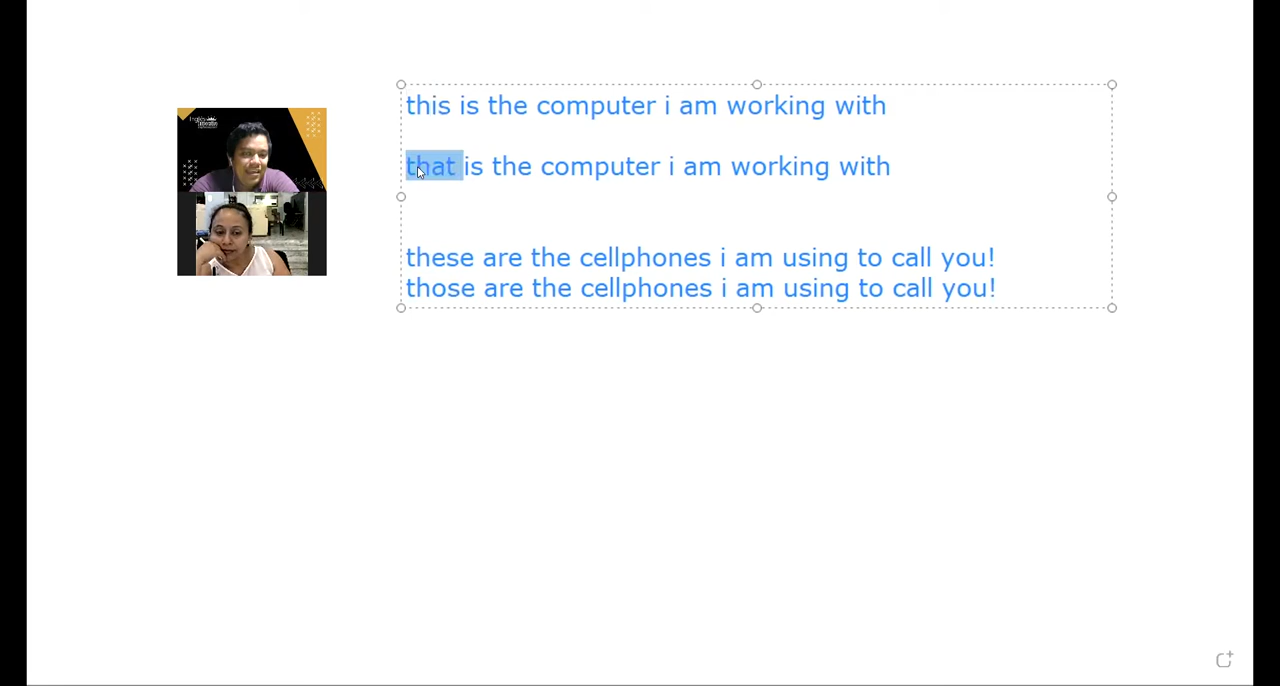 this is the computer i am working with
that is the computer i am working with
these are the cellphones i am using to call you!
those are the cellphones i am using to call you!